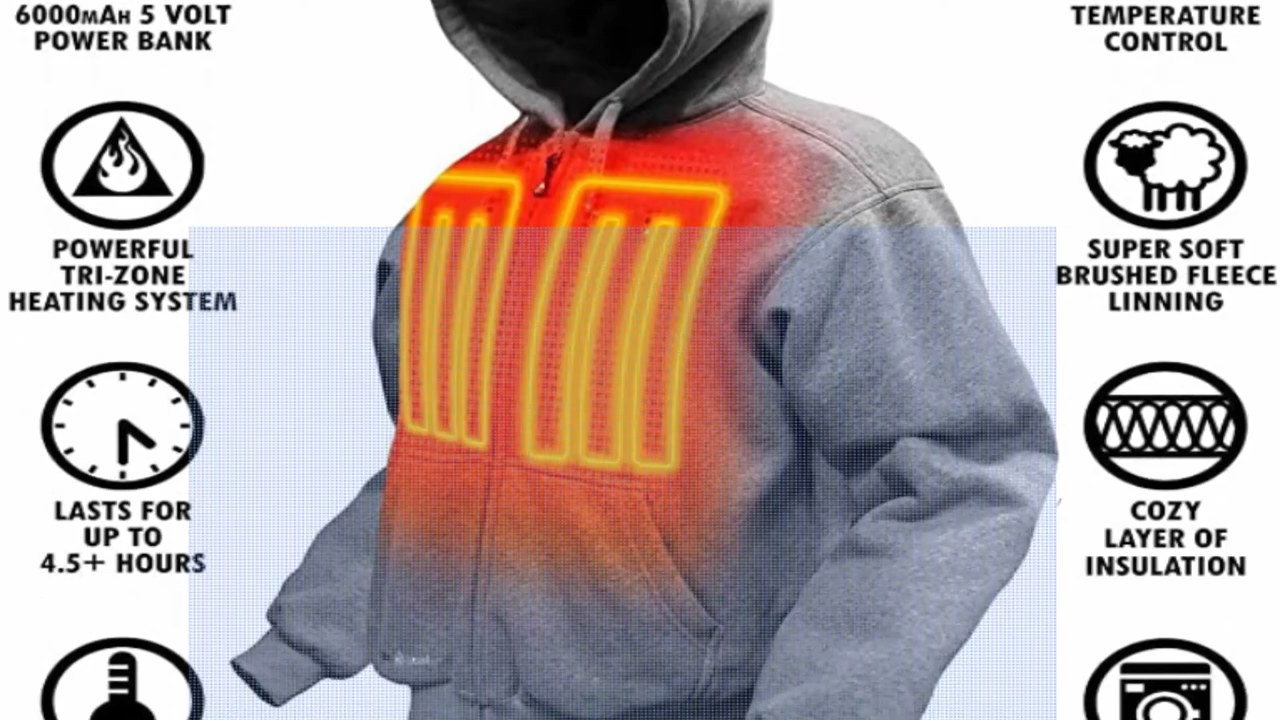 6000mAh 5 VOLT
POWER BANK
TEMPERATURE
CONTROL
POWERFUL
TRI-ZONE
HEATING SYSTEM
SUPER SOFT
BRUSHED FLEECE
LINNING
LASTS FOR
UP TO
4.5+ HOURS
COZY
LAYER OF
INSULATION